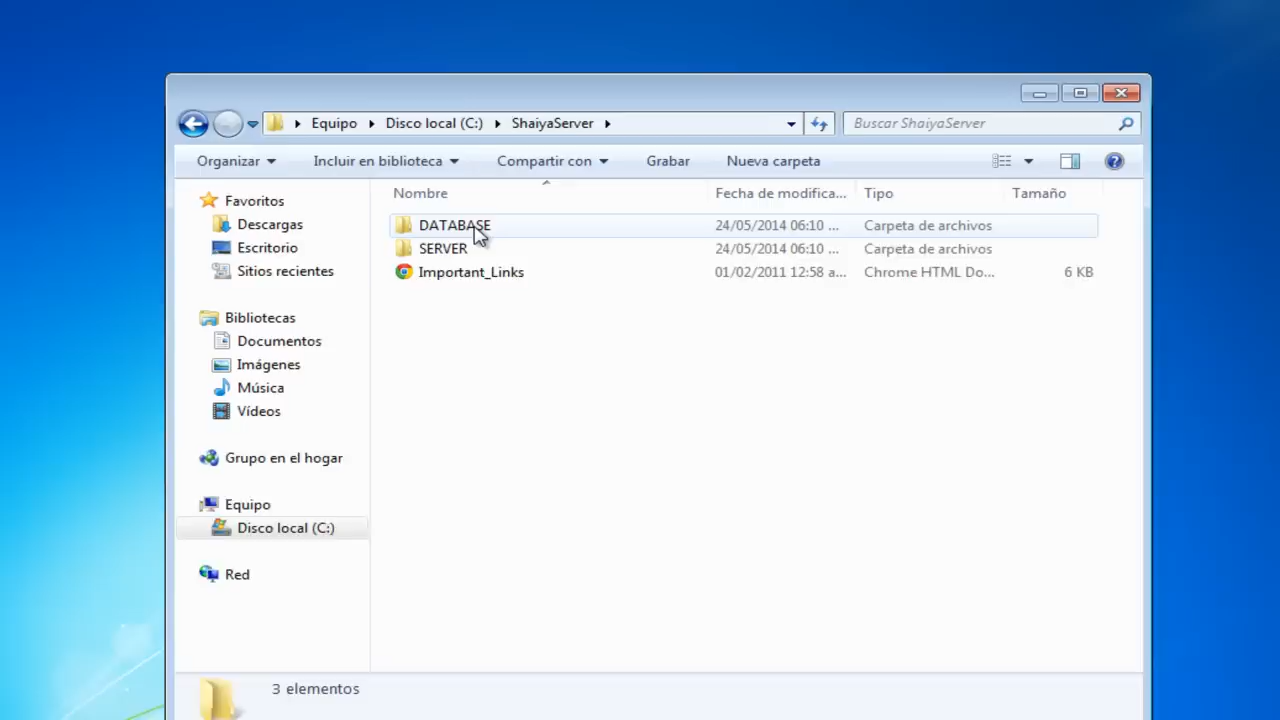 Equipo Disco local (C:) ShaiyaServer Buscar ShaiyaServer
Organizar Incluir en biblioteca Compartir con Grabar Nueva carpeta
Favoritos
Descargas
Escritorio
Sitios recientes
Bibliotecas
Documentos
Imágenes
Música
Vídeos
Grupo en el hogar
Equipo
Disco local (C:)
Red
Nombre Fecha de modifica... Tipo Tamaño
DATABASE 24/05/2014 06:10 ... Carpeta de archivos
SERVER 24/05/2014 06:10 ... Carpeta de archivos
Important_Links 01/02/2011 12:58 a... Chrome HTML Do... 6 KB
3 elementos